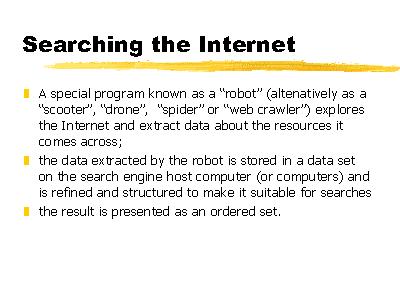 Searching the Internet
A special program known as a “robot” (altenatively as a
“scooter”, “drone”,  “spider” or “web crawler”) explores
the Internet and extract data about the resources it
comes across;
the data extracted by the robot is stored in a data set
on the search engine host computer (or computers) and
is refined and structured to make it suitable for searches
the result is presented as an ordered set.